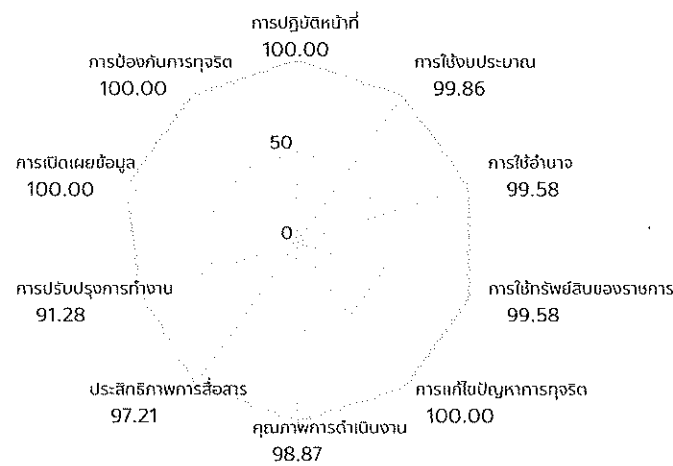 การปฏิบัติหน้าที่
100.00
การใช้งบประมาณ
99.86
การใช้อำนาจ
99.58
การใช้ทรัพย์สินของราชการ
99.58
การแก้ไขปัญหาการทุจริต
100.00
คุณภาพการดำเนินงาน
98.87
ประสิทธิภาพการสื่อสาร
97.21
การปรับปรุงการทำงาน
91.28
การเปิดเผยข้อมูล
100.00
การป้องกันการทุจริต
100.00
50
0